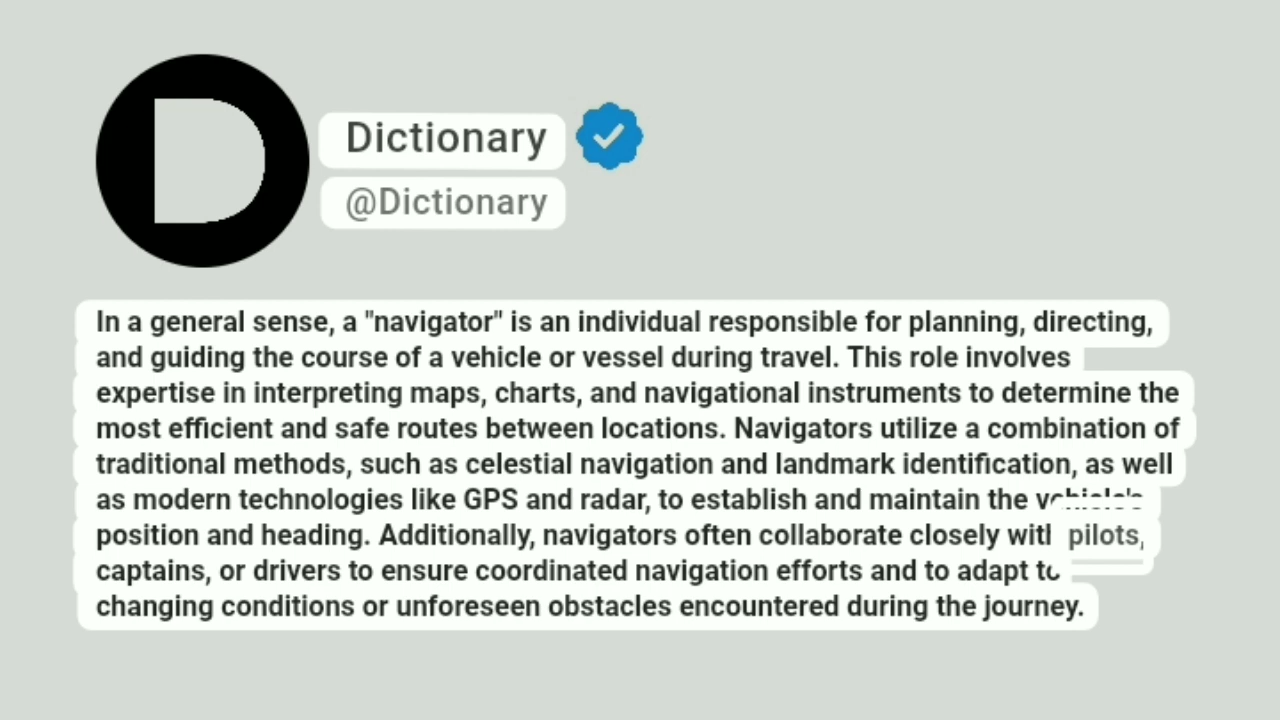 Dictionary
@Dictionary
In a general sense, a "navigator" is an individual responsible for planning, directing,
and guiding the course of a vehicle or vessel during travel. This role involves
expertise in interpreting maps, charts, and navigational instruments to determine the
most efficient and safe routes between locations. Navigators utilize a combination of
traditional methods, such as celestial navigation and landmark identification, as well
as modern technologies like GPS and radar, to establish and maintain the vehicle's
position and heading. Additionally, navigators often collaborate closely with pilots,
captains, or drivers to ensure coordinated navigation efforts and to adapt to
changing conditions or unforeseen obstacles encountered during the journey.